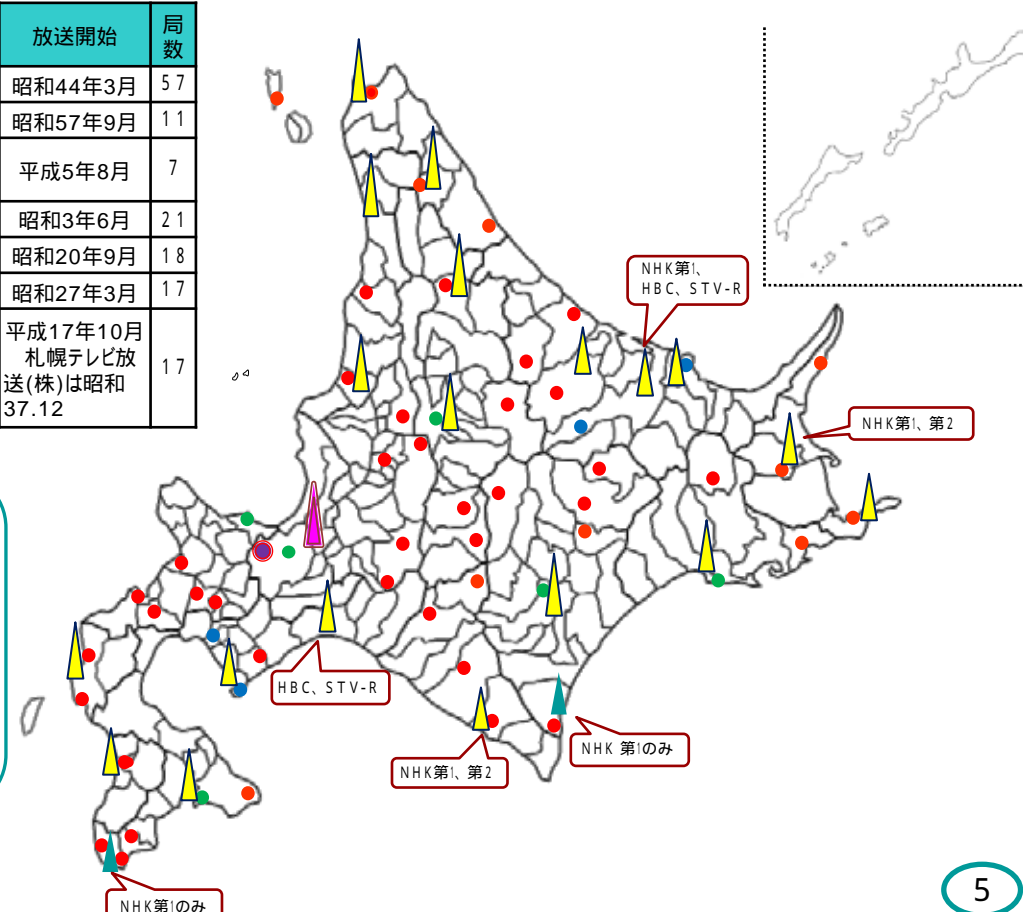 放送開始 局数
昭和44年3月 57
昭和57年9月 11
平成5年8月 7
昭和3年6月 21
昭和20年9月 18
昭和27年3月 17
平成17年10月
札幌テレビ放
送(株)は昭和
37.12
17
NHK第1、
HBC、STV-R
NHK第1、第2
HBC、STV-R
NHK 第1のみ
NHK第1、第2
NHK第1のみ
5